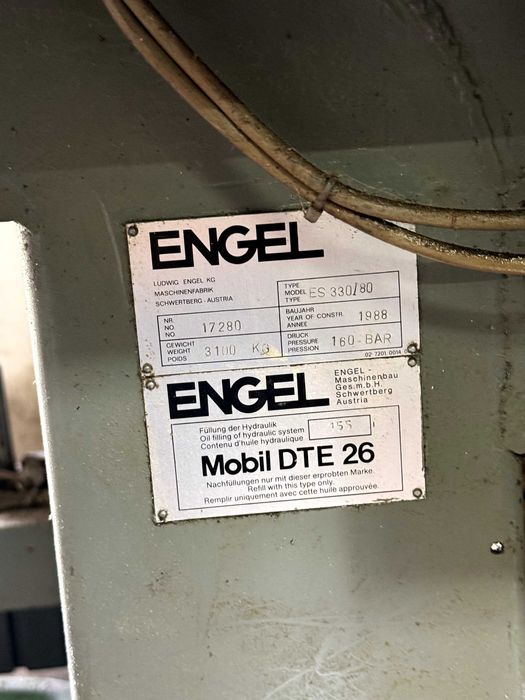 ENGEL
LUDWIG ENGEL KG
MASCHINENFABRIK
SCHWERTBERG - AUSTRIA
TYPE
MODEL ES 330/80
TYPE
NR.
NO 17280
NO
BAUJAHR
YEAR OF CONSTR. 1988
ANNEE
GEWICHT
WEIGHT 3100 KG
POIDS
DRUCK
PRESSURE 160-BAR
PRESSION
02 7201 0014
ENGEL
ENGEL -
Maschinenbau
Ges.m.b.H.
Schwertberg
Austria
Füllung der Hydraulik
Oil filling of hydraulic system 155 l
Contenu d'huile hydraulique
Mobil DTE 26
Nachfüllungen nur mit dieser erprobten Marke.
Refill with this type only.
Remplir uniquement avec cette huile approuvée.